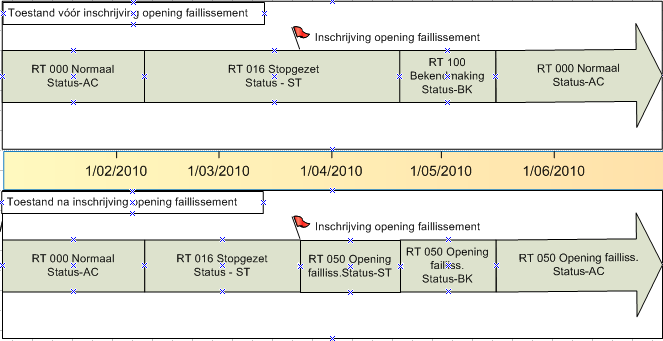 Toestand vóór inschrijving opening faillissement
Inschrijving opening faillissement
RT 000 Normaal
Status-AC
RT 016 Stopgezet
Status - ST
RT 100
Bekendmaking
Status-BK
RT 000 Normaal
Status-AC
1/02/2010 1/03/2010 1/04/2010 1/05/2010 1/06/2010
Toestand na inschrijving opening faillissement
Inschrijving opening faillissement
RT 000 Normaal
Status-AC
RT 016 Stopgezet
Status - ST
RT 050 Opening
failliss.Status-ST
RT 050 Opening
failliss.
Status-BK
RT 050 Opening failliss.
Status-AC